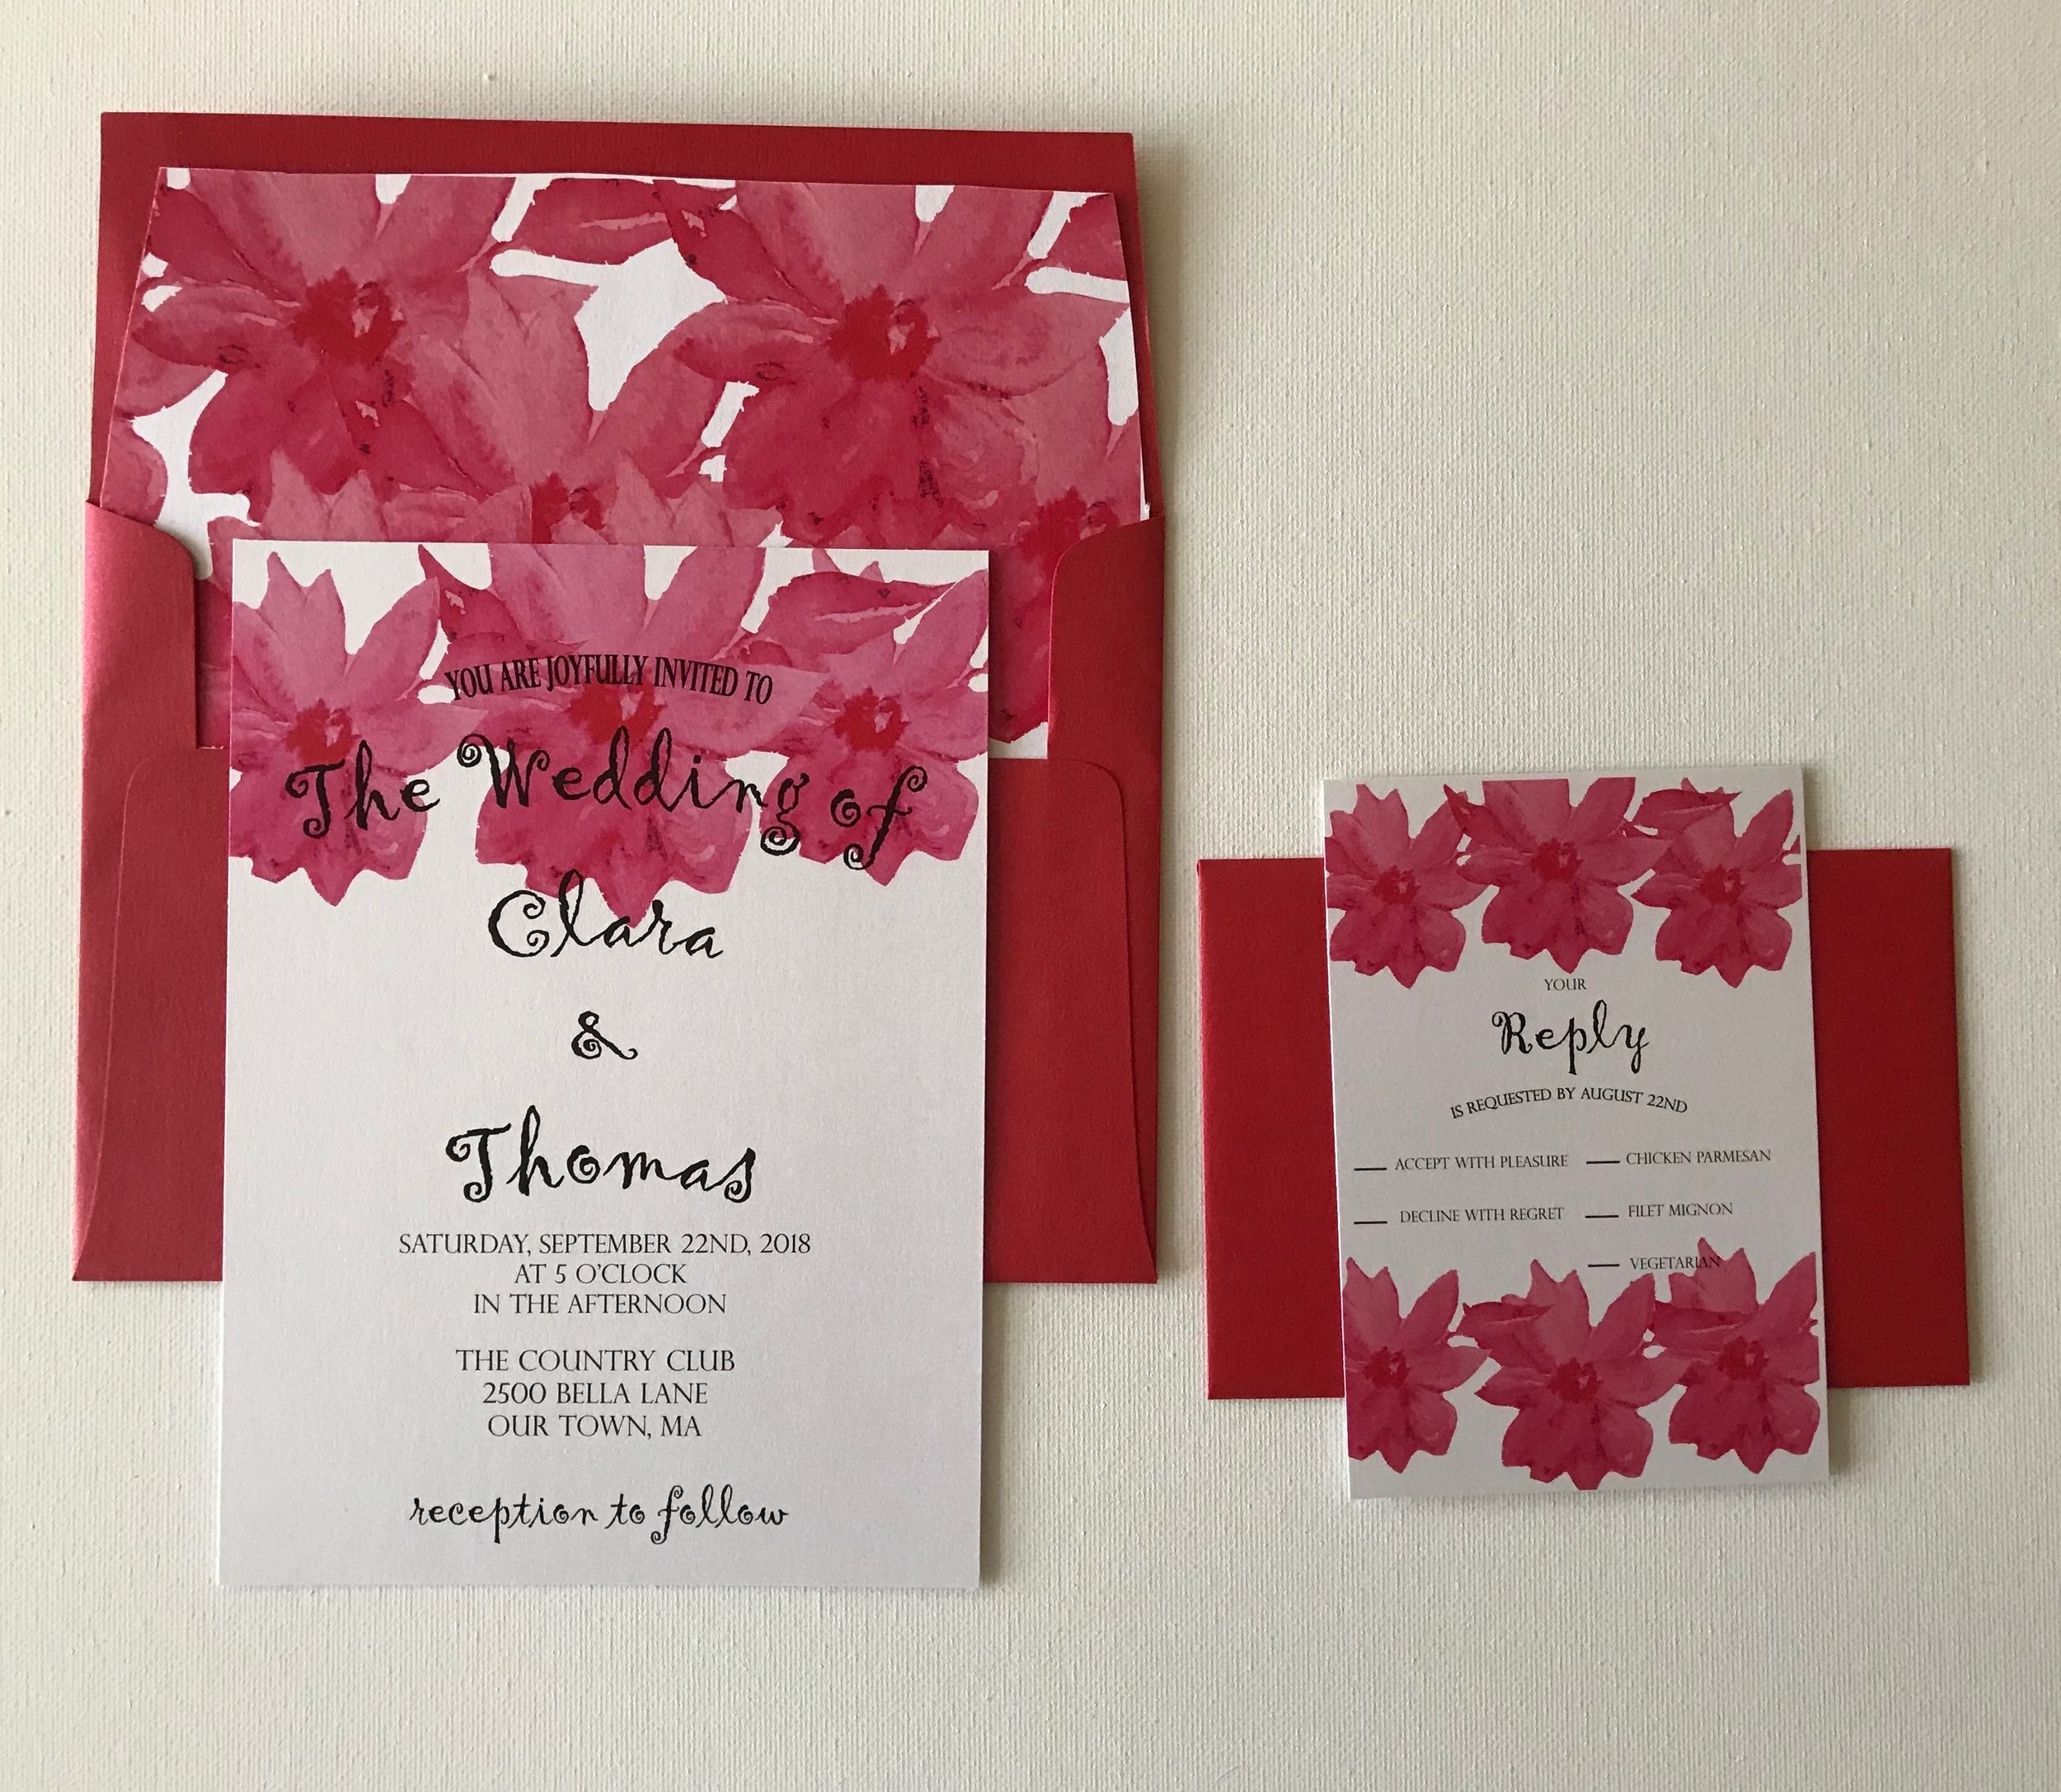 YOU ARE JOYFULLY INVITED TO
The Wedding of
Clara
&
Thomas
SATURDAY, SEPTEMBER 22ND, 2018
AT 5 O'CLOCK
IN THE AFTERNOON
THE COUNTRY CLUB
2500 BELLA LANE
OUR TOWN, MA
reception to follow
YOUR
Reply
IS REQUESTED BY AUGUST 22ND
ACCEPT WITH PLEASURE
DECLINE WITH REGRET
CHICKEN PARMESAN
FILET MIGNON
VEGETARIAN